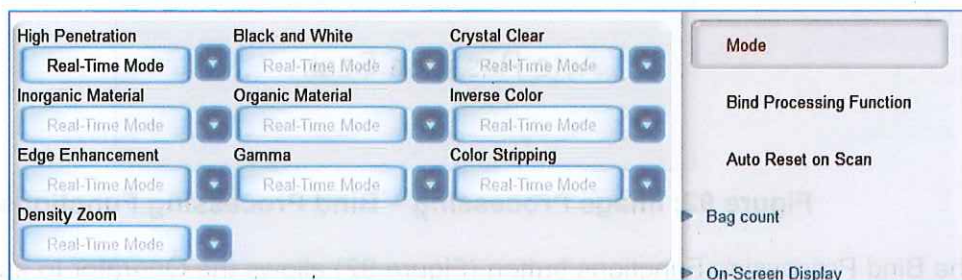 High Penetration Black and White Crystal Clear
Real-Time Mode Real-Time Mode Real-Time Mode
Inorganic Material Organic Material Inverse Color
Real-Time Mode Real-Time Mode Real-Time Mode
Edge Enhancement Gamma Color Stripping
Real-Time Mode Real-Time Mode Real-Time Mode
Density Zoom
Real-Time Mode
Mode
Bind Processing Function
Auto Reset on Scan
Bag count
On-Screen Display